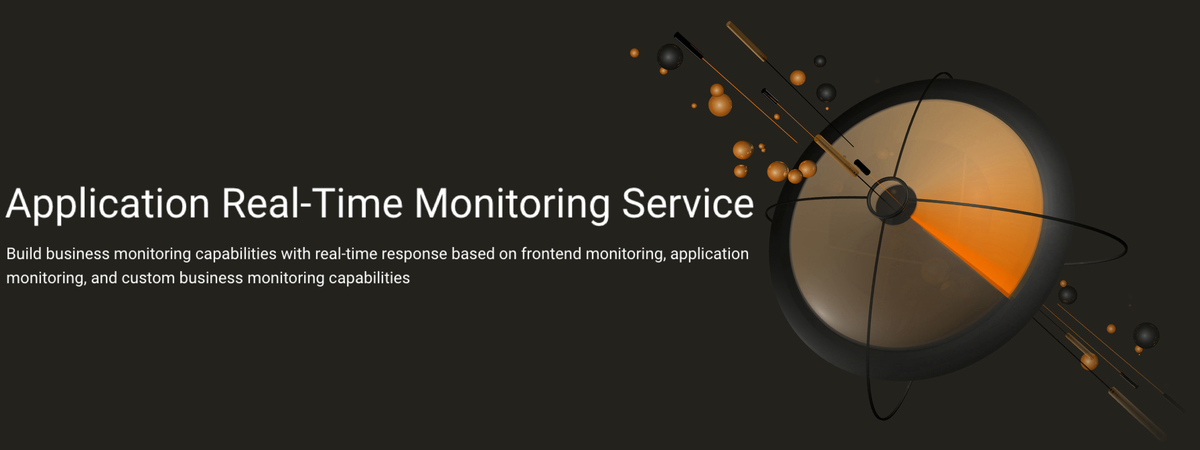 Application Real-Time Monitoring Service
Build business monitoring capabilities with real-time response based on frontend monitoring, application
monitoring, and custom business monitoring capabilities